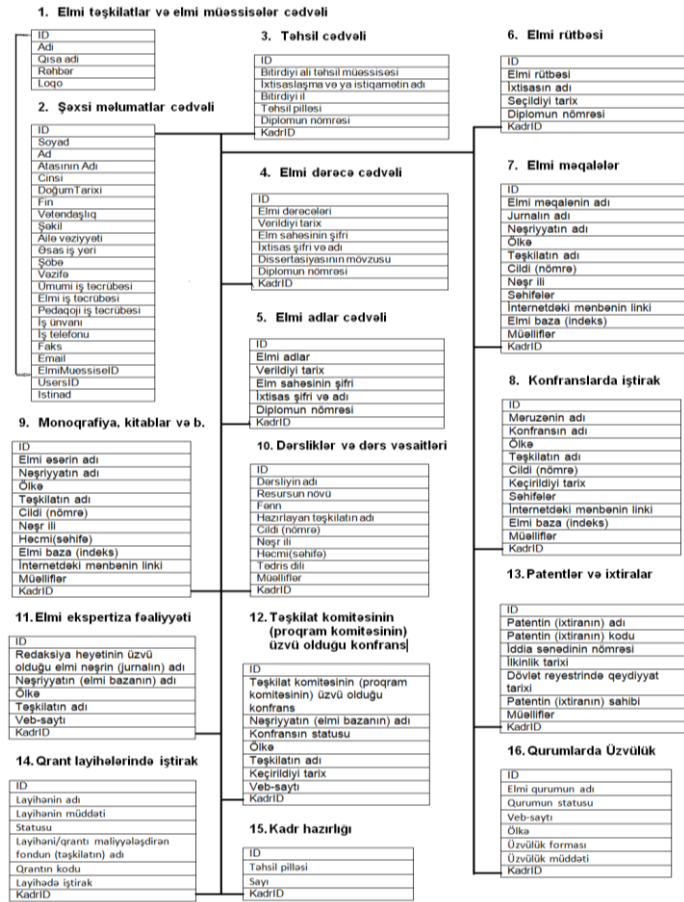 1. Elmi təşkilatlar və elmi müəssisələr cədvəli
ID
Adi
Qısa adi
Rəhbər
Loqo
2. Şəxsi məlumatlar cədvəli
ID
Soyad
Ad
Atasının Adı
Cinsi
DoğumTarixi
Fin
Vətəndaşlıq
Şəkil
Ailə vəziyyəti
Əsas iş yeri
Şöbə
Vəzifə
Ümumi iş təcrübəsi
Elmi iş təcrübəsi
Pedaqoji iş təcrübəsi
İş ünvanı
İş telefonu
Faks
Email
ElmiMuəssisəID
UsersID
İstinad
3. Təhsil cədvəli
ID
Bitirdiyi ali təhsil müəssisəsi
İxtisaslaşma və ya istiqamətin adı
Bitirdiyi il
Təhsil pilləsi
Diplomun nömrəsi
KadrID
4. Elmi dərəcə cədvəli
ID
Elmi dərəcələri
Verildiyi tarix
Elm sahəsinin şifri
İxtisas şifri və adı
Dissertasiyasının mövzusu
Diplomun nömrəsi
KadrID
5. Elmi adlar cədvəli
ID
Elmi adlar
Verildiyi tarix
Elm sahəsinin şifri
İxtisas şifri və adı
Diplomun nömrəsi
KadrID
6. Elmi rütbəsi
ID
Elmi rütbəsi
İxtisasın adı
Seçildiyi tarix
Diplomun nömrəsi
KadrID
7. Elmi məqalələr
ID
Elmi məqalənin adı
Jurnalın adı
Nəşriyyatın adı
Ölkə
Təşkilatın adı
Cildi (nömrə)
Nəşr il
Səhifələr
İnternetdəki mənbənin linki
Elmi baza (indeks)
Müəlliflər
KadrID
8. Konfranslarda iştirak
ID
Məruzənin adı
Konfransın adı
Ölkə
Təşkilatın adı
Cildi (nömrə)
Keçirildiyi tarix
Səhifələr
İnternetdəki mənbənin linki
Elmi baza (indeks)
Müəlliflər
KadrID
9. Monoqrafiya, kitablar və b.
ID
Elmi əsərin adı
Nəşriyyatın adı
Ölkə
Təşkilatın adı
Cildi (nömrə)
Nəşr ili
Həcmi(səhifə)
Elmi baza (indeks)
İnternetdəki mənbənin linki
Müəlliflər
KadrID
10. Dərsliklər və dərs vəsaitləri
ID
Dərsliyin adı
Resursun növü
Fənn
Hazırlayan təşkilatın adı
Cildi (nömrə)
Nəşr ili
Həcmi(səhifə)
Tədris dili
Müəlliflər
KadrID
11. Elmi ekspertiza fəaliyyəti
ID
Redaksiya heyətinin üzvü
olduğu elmi nəşrin (jurnalın) adı
Nəşriyyatın (elmi bazanın) adı
Ölkə
Təşkilatın adı
Veb-saytı
KadrID
12. Təşkilat komitəsinin
(proqram komitəsinin)
üzvü olduğu konfrans
ID
Təşkilat komitəsinin (proqram
komitəsinin) üzvü olduğu
konfrans
Nəşriyyatın (elmi bazanın) adı
Konfransın statusu
Ölkə
Təşkilatın adı
Keçirildiyi tarix
Veb-saytı
KadrID
13. Patentlər və ixtiralar
ID
Patentin (ixtiranın) adı
Patentin (ixtiranın) kodu
İddia sənədinin nömrəsi
İlkinlik tarixi
Dövlət reyestrində qeydiyyat
tarixi
Patentin (ixtiranın) sahibi
Müəlliflər
KadrID
14. Qrant layihələrində iştirak
ID
Layihənin adı
Layihənin müddəti
Statusu
Layihəni/qrantı maliyyələşdirən
fondun (təşkilatın) adı
Qrantın kodu
Layihədə iştirak
KadrID
15. Kadr hazırlığı
ID
Təhsil pilləsi
Sayı
KadrID
16. Qurumlarda Üzvülük
ID
Elmi qurumun adı
Qurumun statusu
Veb-saytı
Ölkə
Üzvülük forması
Üzvülük müddəti
KadrID